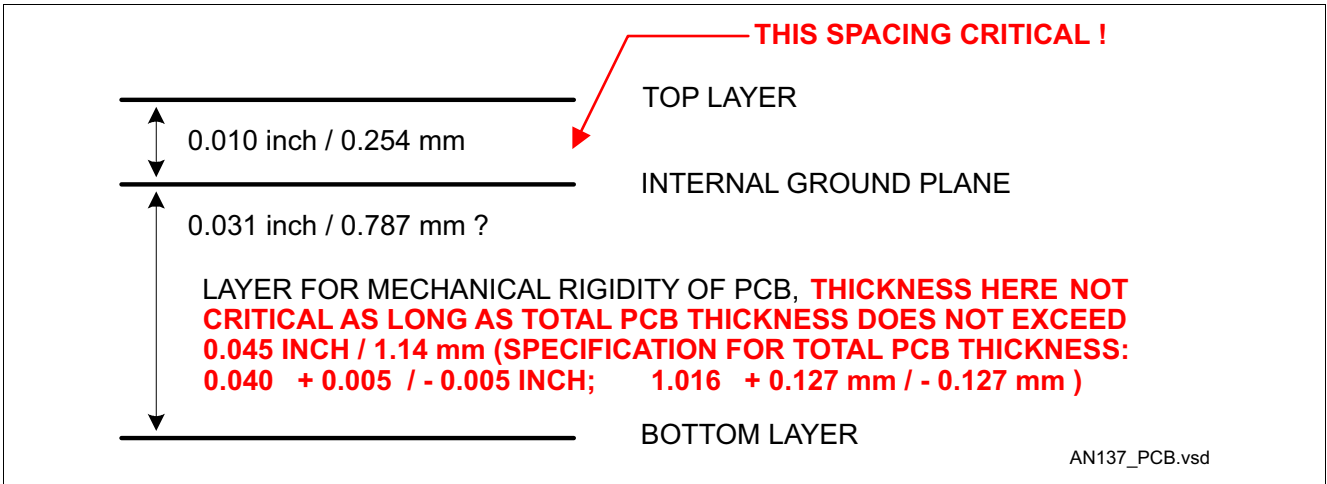 THIS SPACING CRITICAL !
TOP LAYER
0.010 inch / 0.254 mm
INTERNAL GROUND PLANE
0.031 inch / 0.787 mm ?
LAYER FOR MECHANICAL RIGIDITY OF PCB, THICKNESS HERE NOT
CRITICAL AS LONG AS TOTAL PCB THICKNESS DOES NOT EXCEED
0.045 INCH / 1.14 mm (SPECIFICATION FOR TOTAL PCB THICKNESS:
0.040 + 0.005 / - 0.005 INCH; 1.016 + 0.127 mm / - 0.127 mm )
BOTTOM LAYER
AN137_PCB.vsd